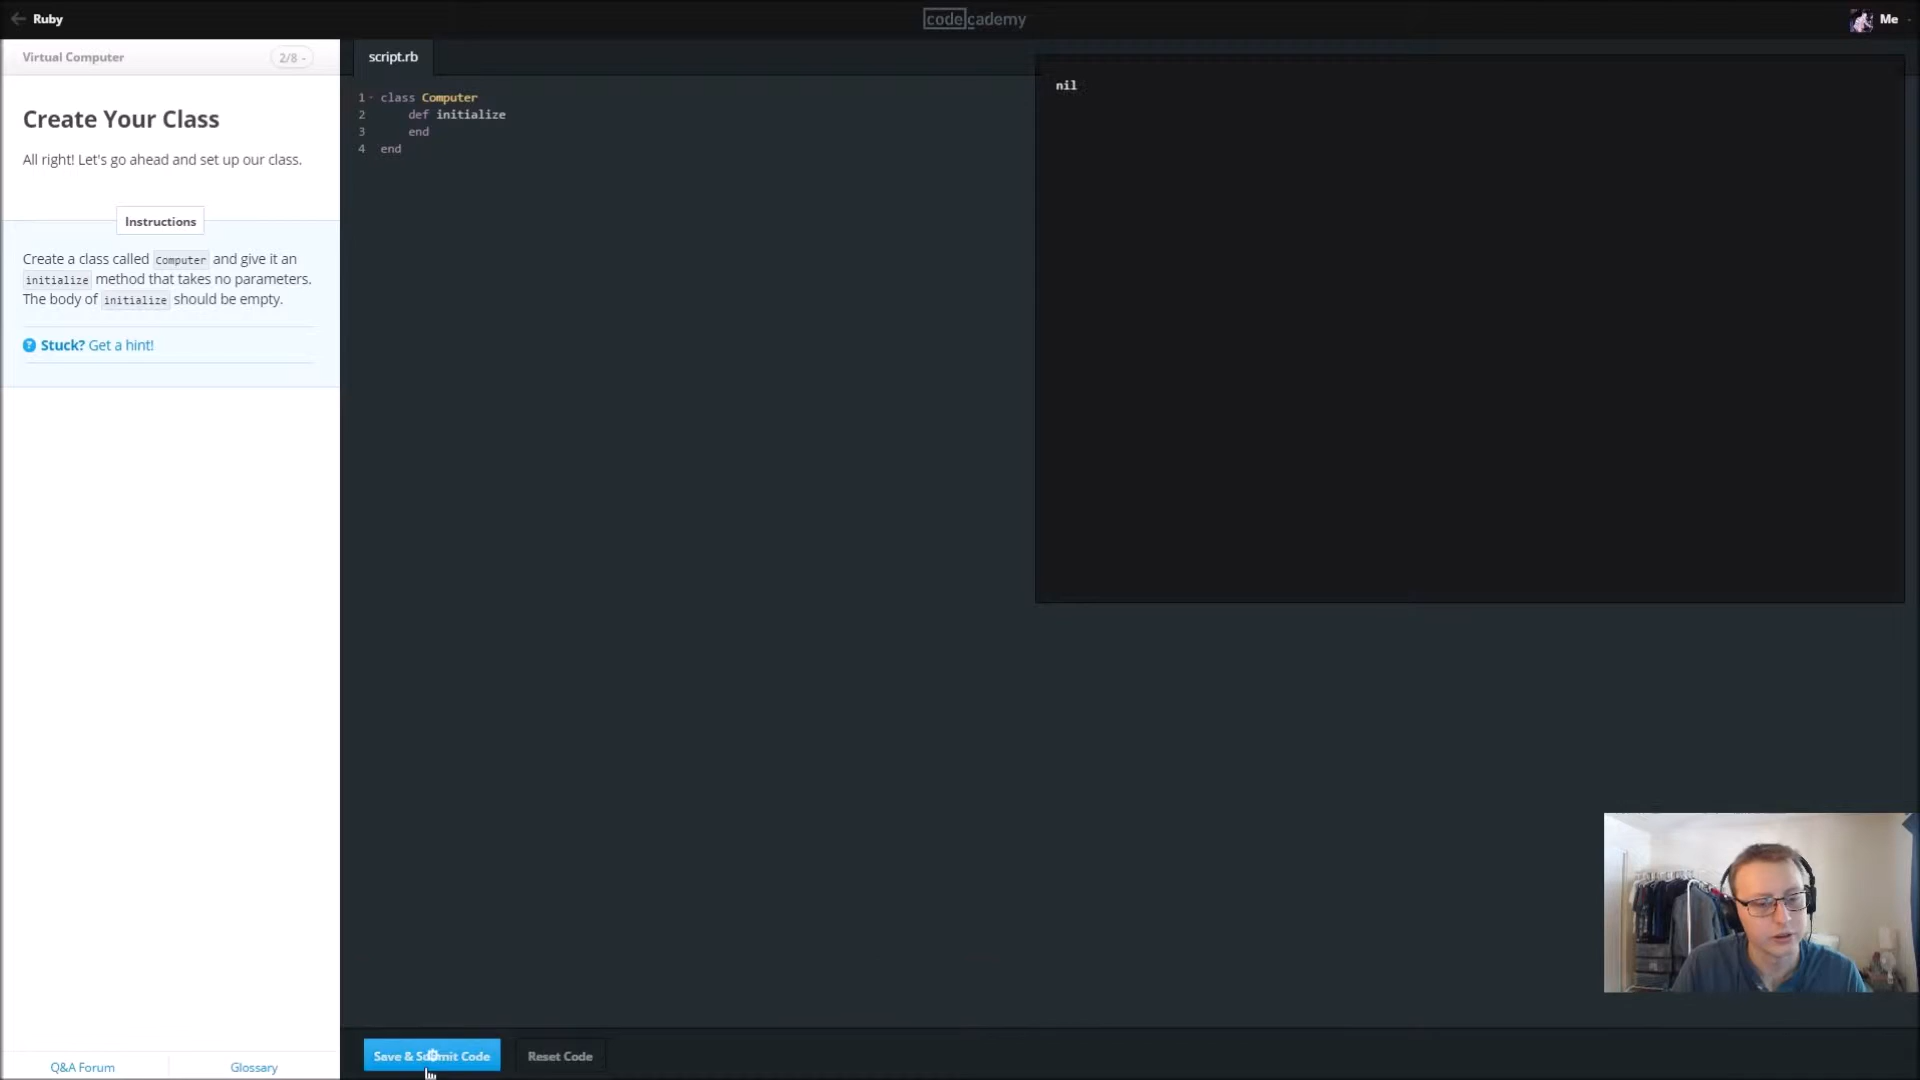 Ruby
codecademy
Me
Virtual Computer
2/8
script.rb
Create Your Class
All right! Let's go ahead and set up our class.
Instructions
Create a class called Computer and give it an
initialize method that takes no parameters.
The body of initialize should be empty.
? Stuck? Get a hint!
1 class Computer
2 def initialize
3 end
4 end
nil
Save & Submit Code
Reset Code
Q&A Forum
Glossary